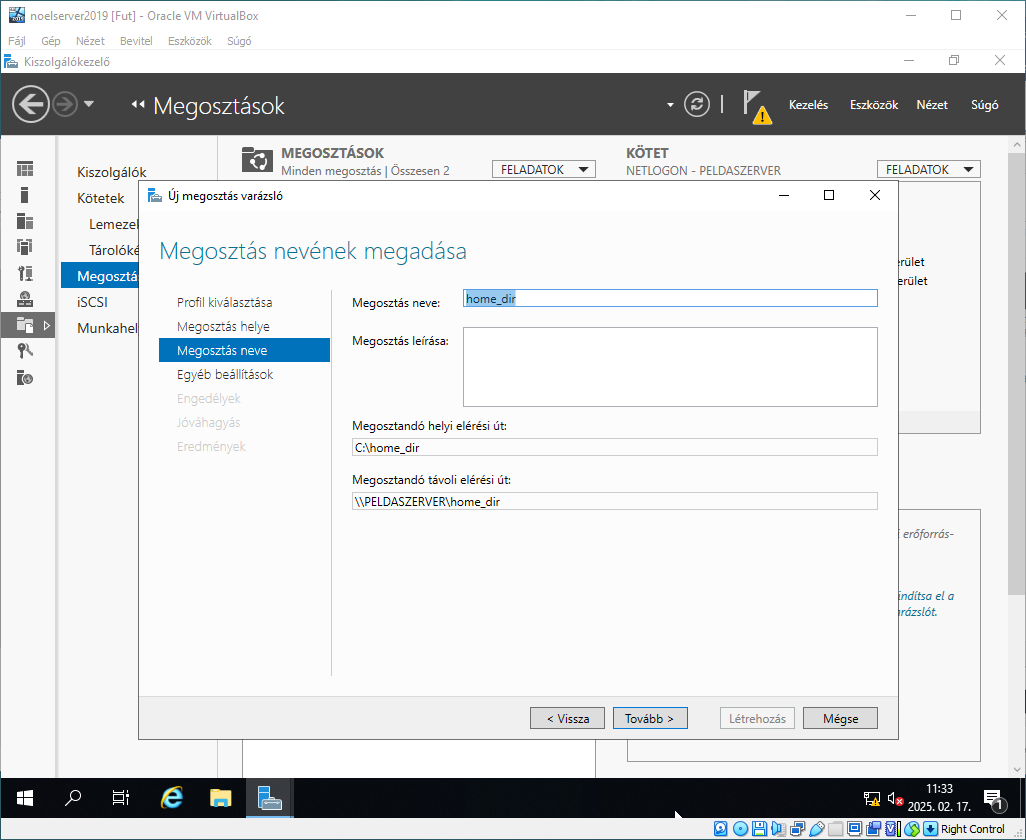 noelserver2019 [Fut] - Oracle VM VirtualBox
Fájl Gép Nézet Bevitel Eszközök Súgó
Kiszolgálókezelő
Megosztások
Kezelés Eszközök Nézet Súgó
Kiszolgálók
Kötetek
Lemezek
Tárolóké
Megosztás
iSCSI
Munkahel
MEGOSZTÁSOK
Minden megosztás | Összesen 2
FELADATOK
KÖTET
NETLOGON - PELDASZERVER
FELADATOK
erület
erület
i erőforrás-
indítsa el a
arázslót.
Új megosztás varázsló
Megosztás nevének megadása
Profil kiválasztása
Megosztás helye
Megosztás neve
Egyéb beállítások
Engedélyek
Jóváhagyás
Eredmények
Megosztás neve:
home_dir
Megosztás leírása:
Megosztandó helyi elérési út:
C:\home_dir
Megosztandó távoli elérési út:
\\PELDASZERVER\home_dir
< Vissza
Tovább >
Létrehozás
Mégse
11:33
2025. 02. 17.
1
Right Control